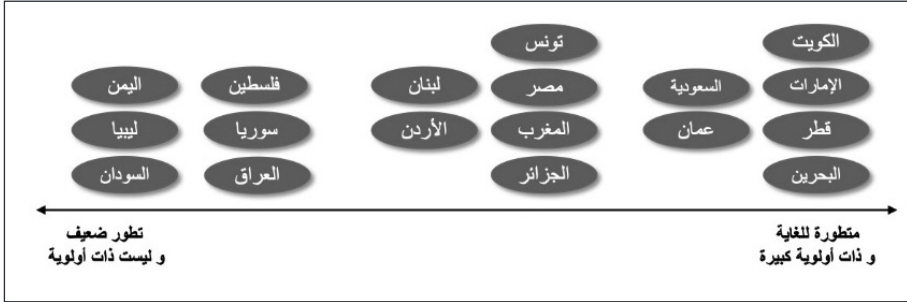 الكويت
الإمارات
قطر
البحرين
السعودية
عمان
تونس
مصر
المغرب
الجزائر
لبنان
الأردن
فلسطين
سوريا
العراق
اليمن
ليبيا
السودان
متطورة للغاية
و ذات أولوية كبيرة
تطور ضعيف
و ليست ذات أولوية